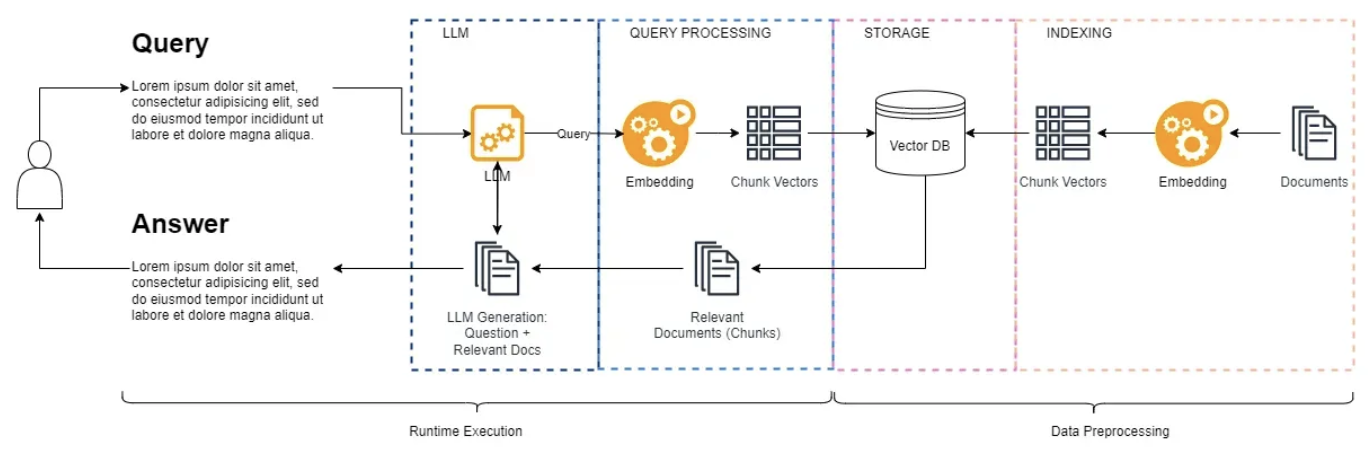 LLM
QUERY PROCESSING
STORAGE
INDEXING
Query
Lorem ipsum dolor sit amet,
consectetur adipisicing elit, sed
do eiusmod tempor incididunt ut
labore et dolore magna aliqua.
LLM
Query
Embedding
Chunk Vectors
Vector DB
Chunk Vectors
Embedding
Documents
Answer
Lorem ipsum dolor sit amet,
consectetur adipisicing elit, sed
do eiusmod tempor incididunt ut
labore et dolore magna aliqua.
LLM Generation:
Question +
Relevant Docs
Relevant
Documents (Chunks)
Runtime Execution
Data Preprocessing